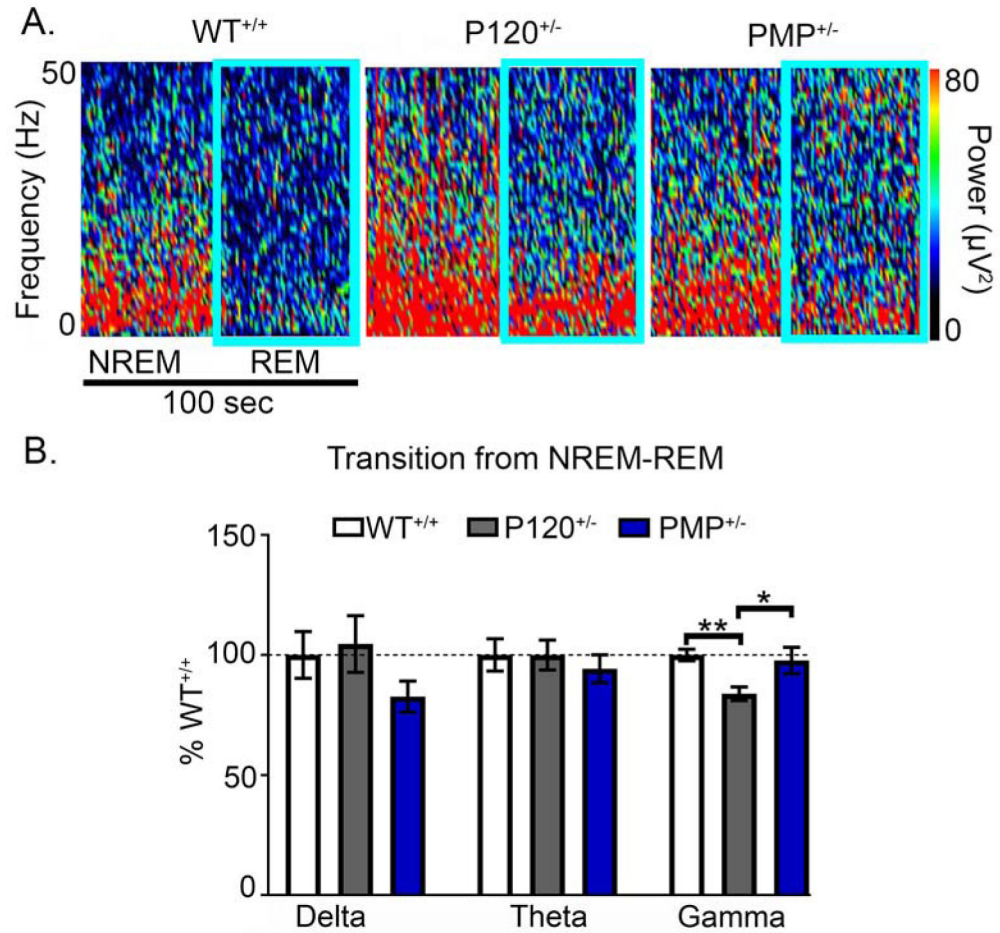 A.
WT+/+ P120+/- PMP+/-
50
Frequency (Hz)
0
80
Power (μV²)
0
NREM REM
100 sec
B.
Transition from NREM-REM
WT+/+ P120+/- PMP+/-
150
100
50
0
% WT+/+
** *
Delta Theta Gamma